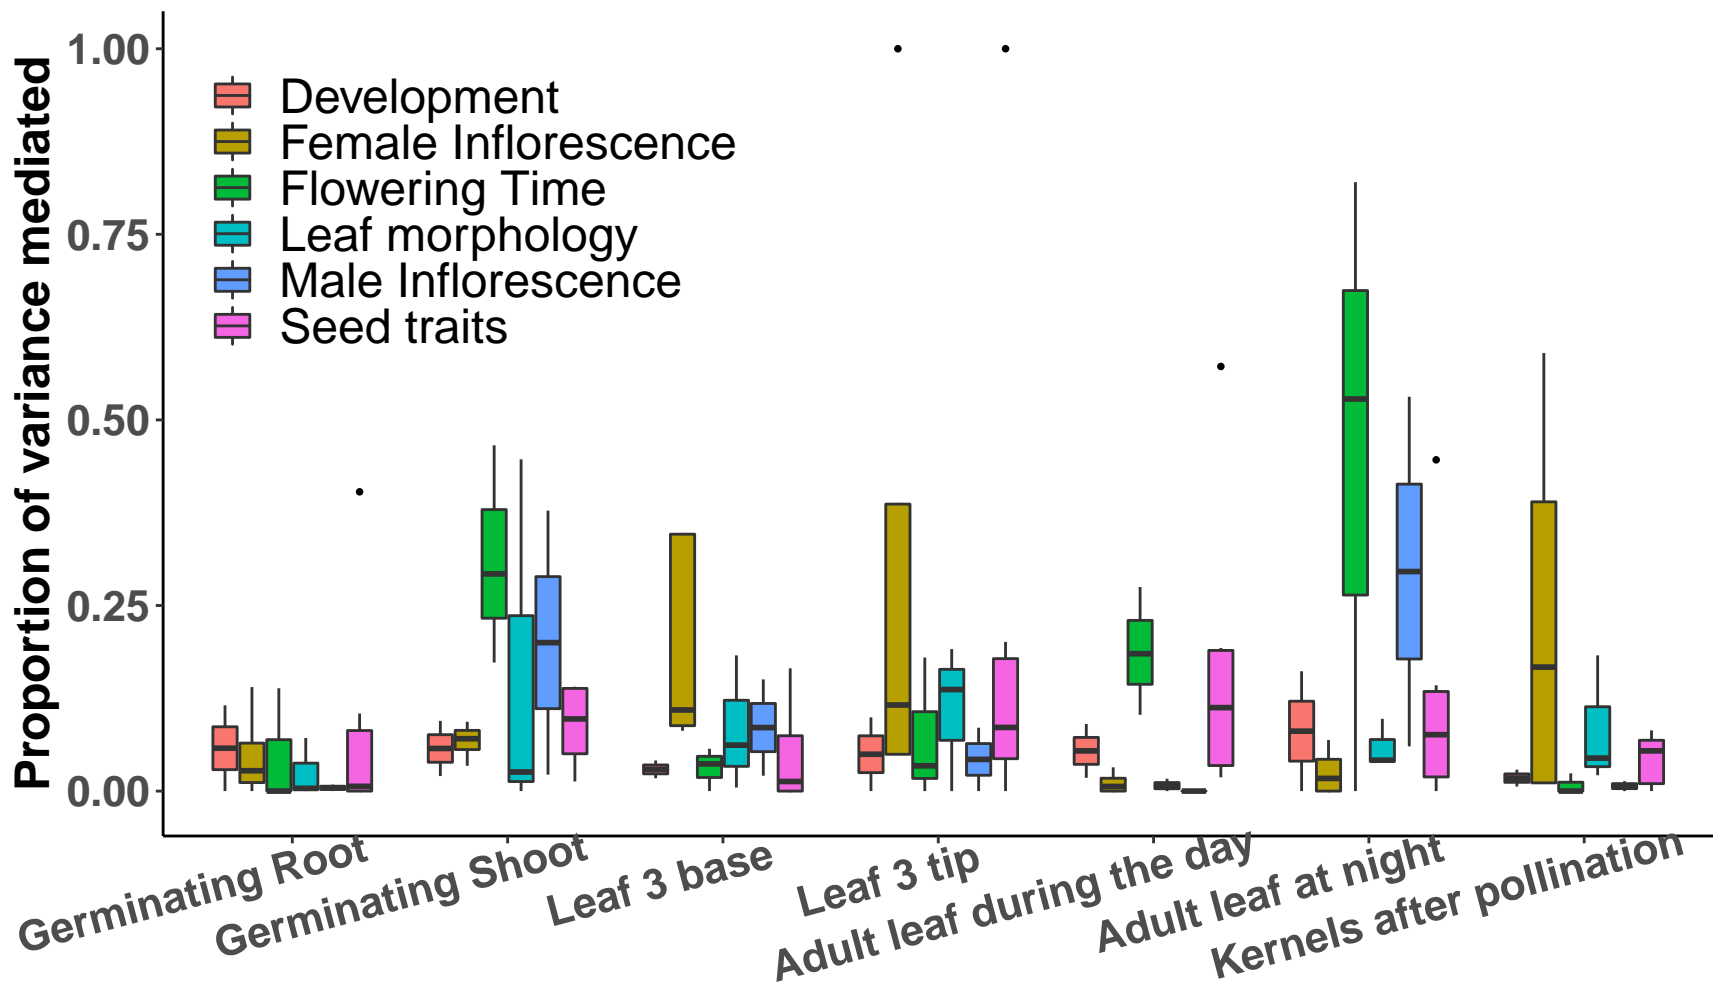 Proportion of variance mediated
1.00
0.75
0.50
0.25
0.00
Development
Female Inflorescence
Flowering Time
Leaf morphology
Male Inflorescence
Seed traits
Germinating Root
Germinating Shoot
Leaf 3 base
Leaf 3 tip
Adult leaf during the day
Adult leaf at night
Kernels after pollination